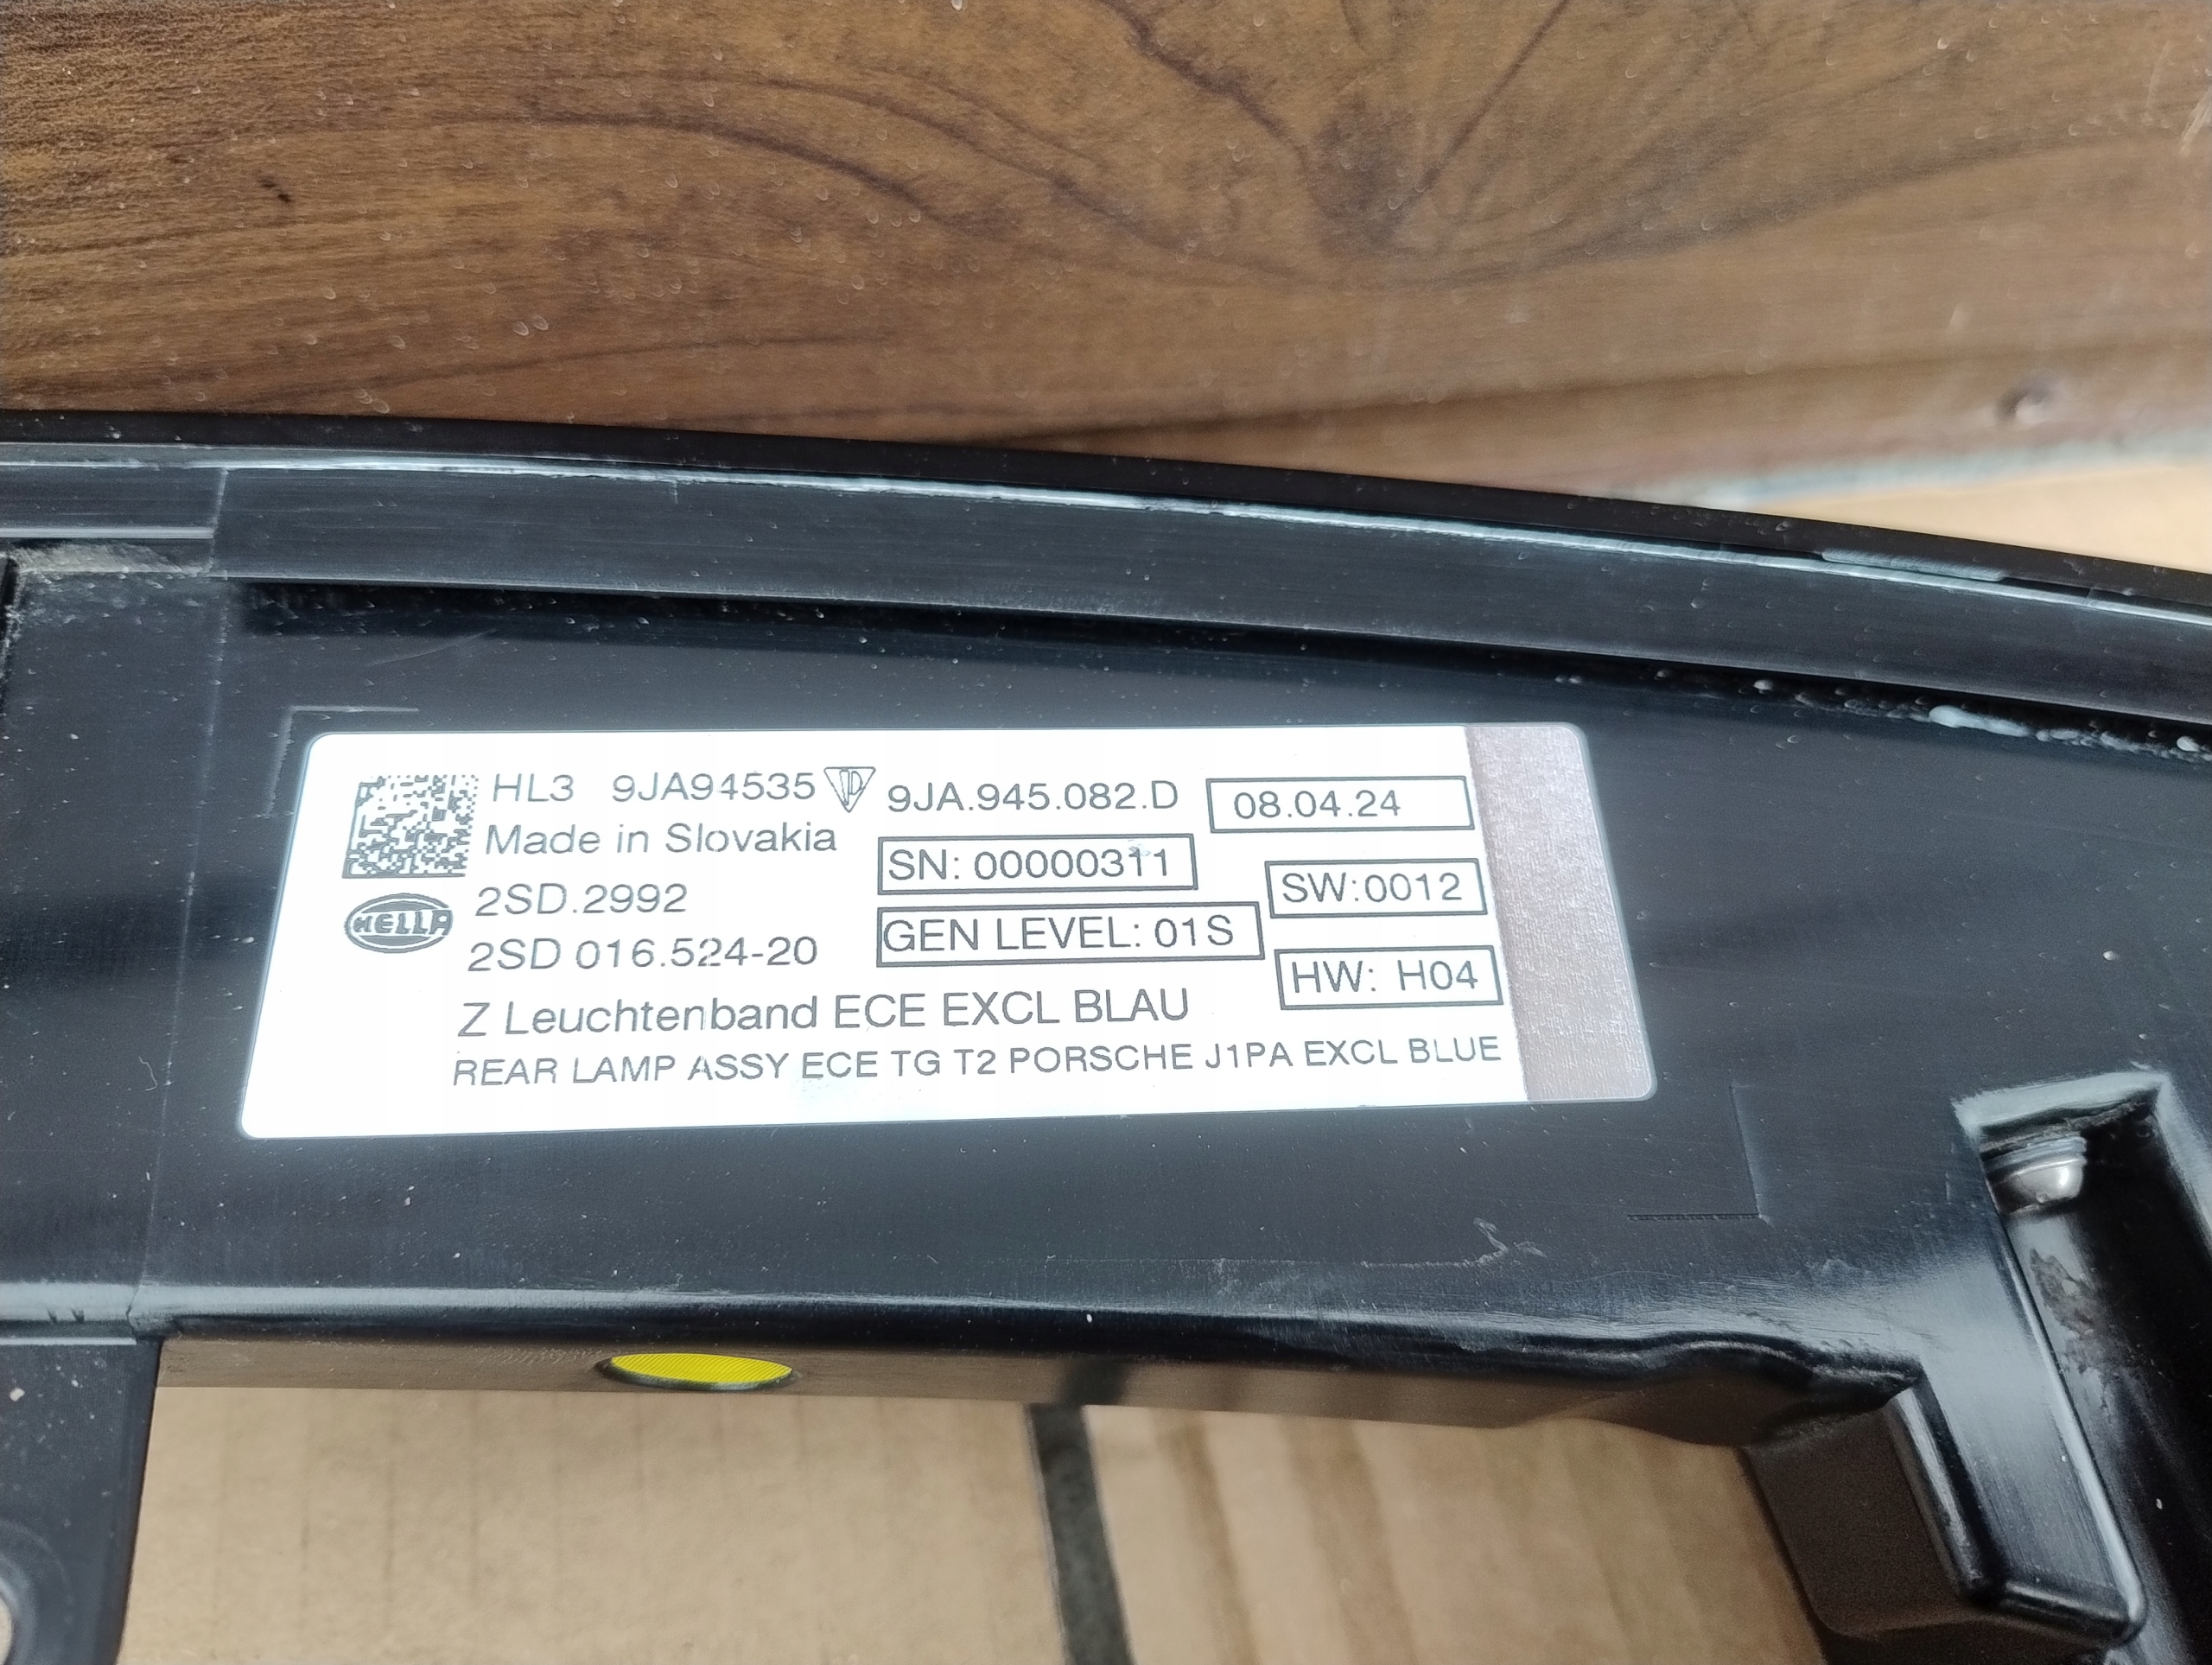 HL3 9JA94535 9JA.945.082.D 08.04.24
Made in Slovakia SN: 00000311
2SD.2992 SW:0012
HELLA
2SD 016.524-20 GEN LEVEL: 01S
HW: H04
Z Leuchtenband ECE EXCL BLAU
REAR LAMP ASSY ECE TG T2 PORSCHE J1PA EXCL BLUE